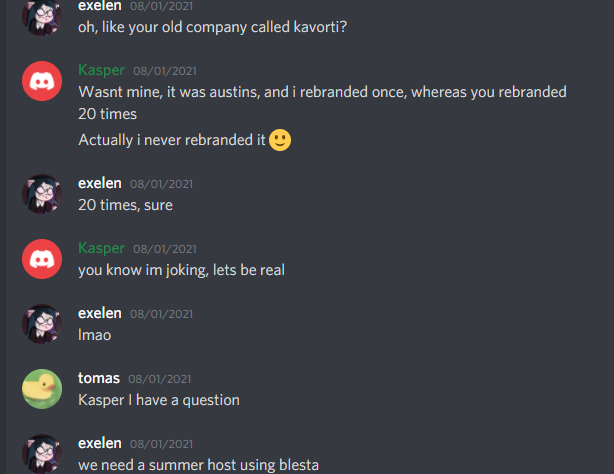 exelen 08/01/2021
oh, like your old company called kavorti?
Kasper 08/01/2021
Wasnt mine, it was austins, and i rebranded once, whereas you rebranded
20 times
Actually i never rebranded it
exelen 08/01/2021
20 times, sure
Kasper 08/01/2021
you know im joking, lets be real
exelen 08/01/2021
lmao
tomas 08/01/2021
Kasper I have a question
exelen 08/01/2021
we need a summer host using blesta